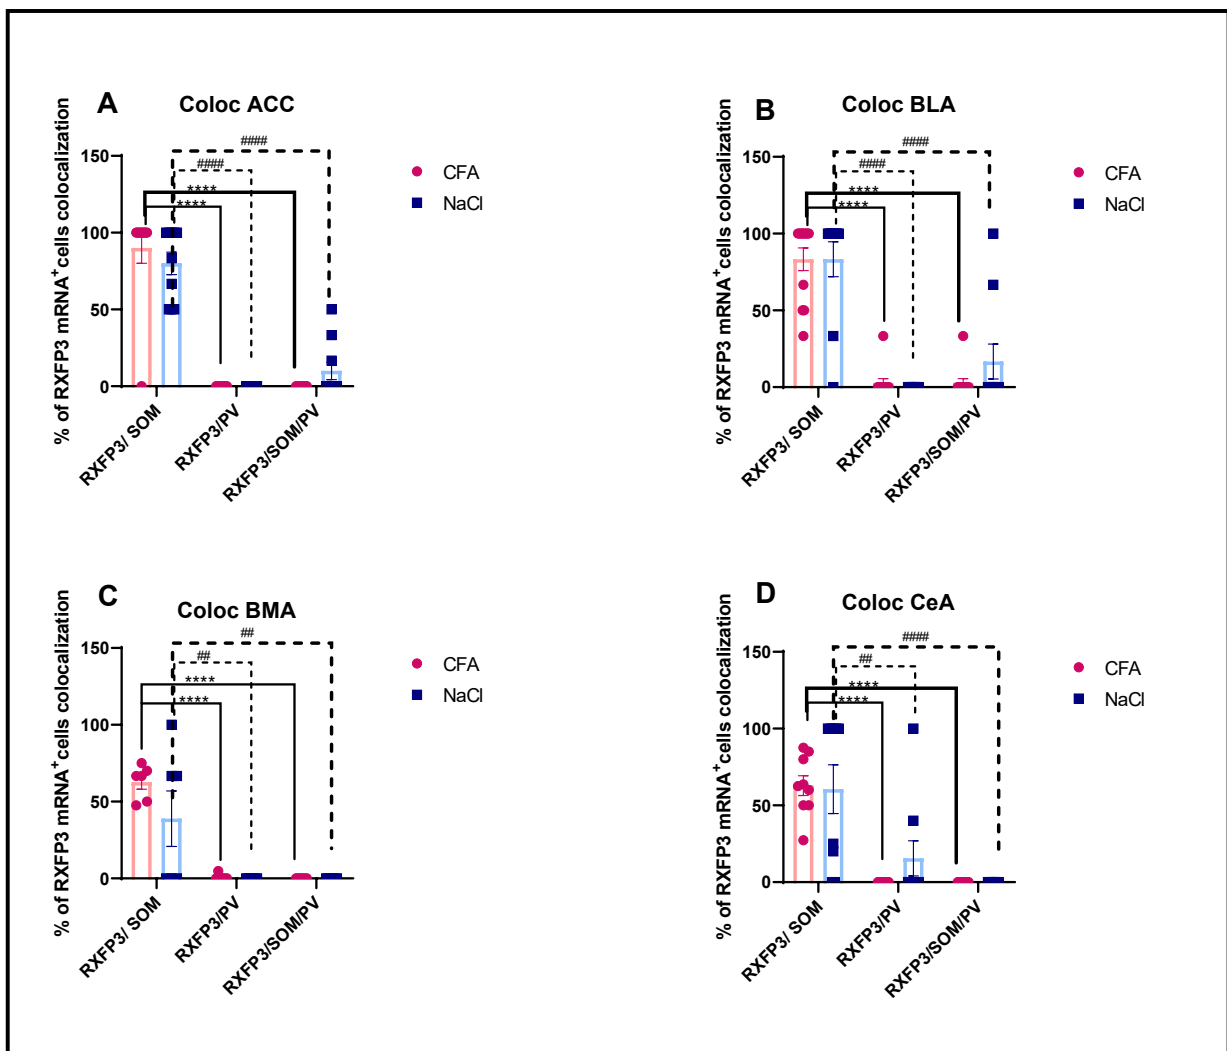 A
Coloc ACC
% of RXFP3 mRNA+cells colocalization
150
100
50
0
####
####
****
****
CFA
NaCl
RXFP3/ SOM
RXFP3/PV
RXFP3/SOM/PV
B
Coloc BLA
% of RXFP3 mRNA+cells colocalization
150
100
50
0
####
####
****
****
CFA
NaCl
RXFP3/ SOM
RXFP3/PV
RXFP3/SOM/PV
C
Coloc BMA
% of RXFP3 mRNA+cells colocalization
150
100
50
0
##
##
****
****
CFA
NaCl
RXFP3/ SOM
RXFP3/PV
RXFP3/SOM/PV
D
Coloc CeA
% of RXFP3 mRNA+cells colocalization
150
100
50
0
####
##
****
****
CFA
NaCl
RXFP3/ SOM
RXFP3/PV
RXFP3/SOM/PV